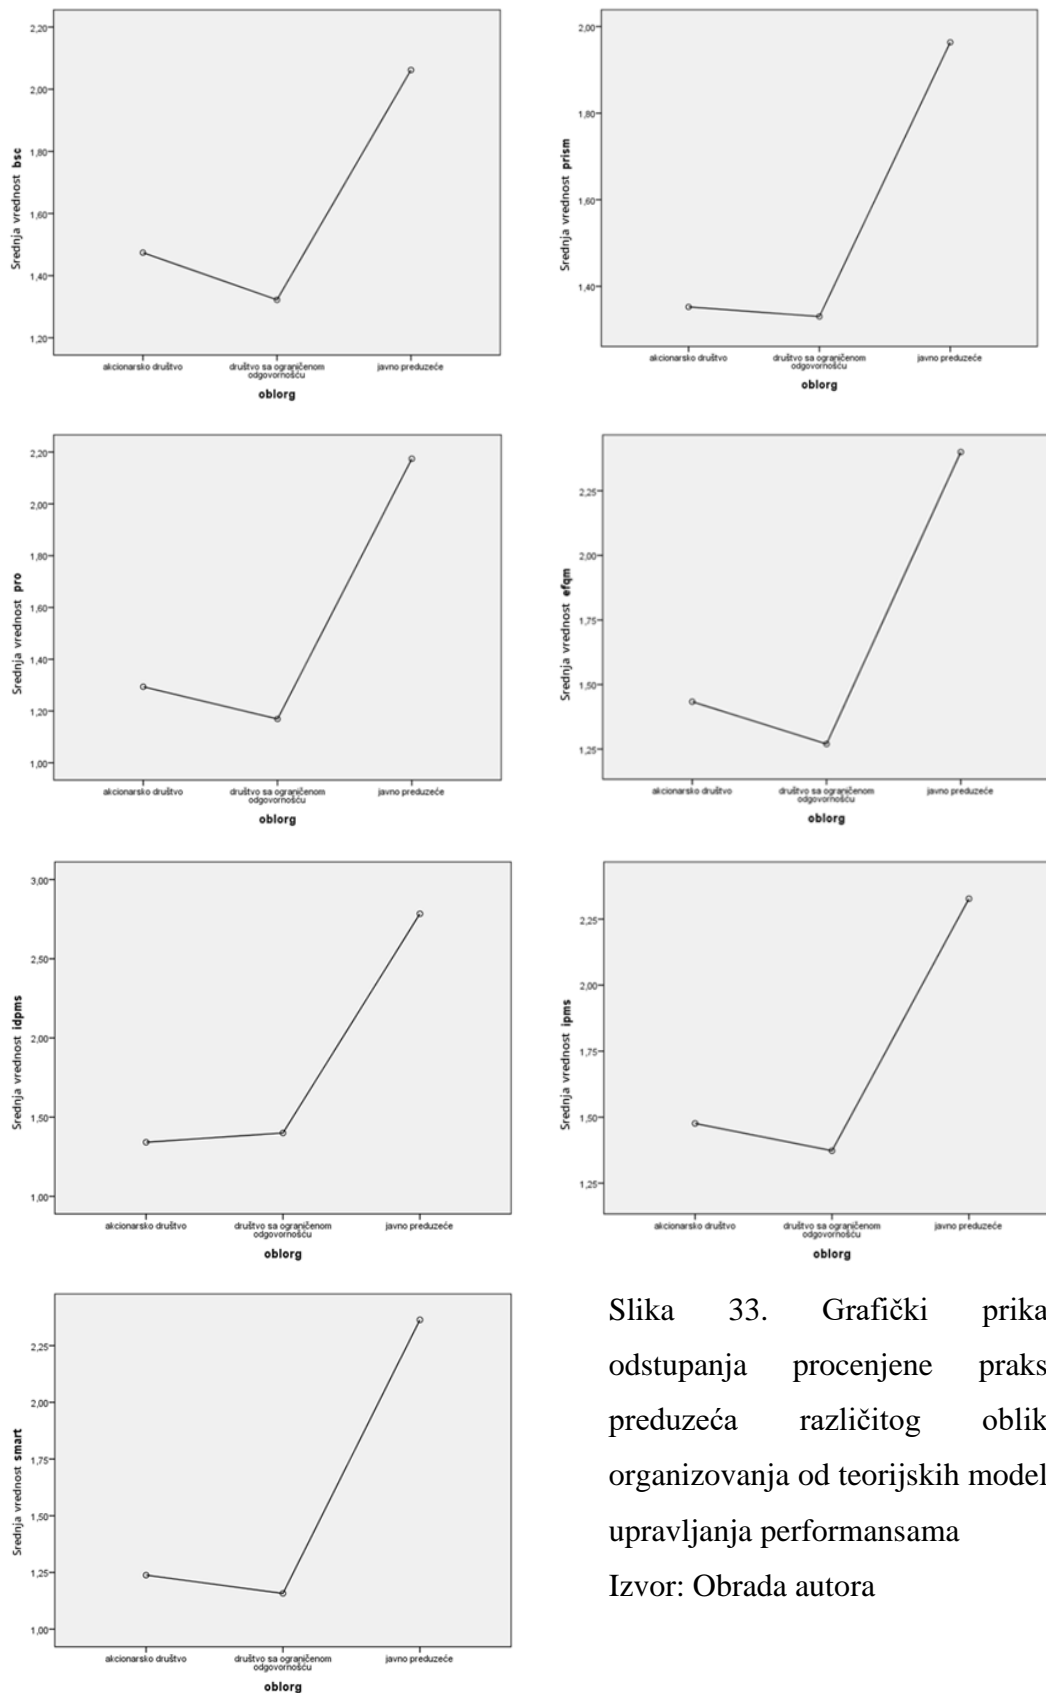 2,20
2,00
1,80
1,60
1,40
1,20
Srednja vrednost bsc
akcionarsko društvo
društvo sa ograničenom
odgovornošću
javno preduzeće
oblorg
2,00
1,80
1,60
1,40
Srednja vrednost prism
akcionarsko društvo
društvo sa ograničenom
odgovornošću
javno preduzeće
oblorg
2,20
2,00
1,80
1,60
1,40
1,20
1,00
Srednja vrednost pro
akcionarsko društvo
društvo sa ograničenom
odgovornošću
javno preduzeće
oblorg
2,25
2,00
1,75
1,50
1,25
Srednja vrednost efqm
akcionarsko društvo
društvo sa ograničenom
odgovornošću
javno preduzeće
oblorg
3,00
2,50
2,00
1,50
1,00
Srednja vrednost idpms
akcionarsko društvo
društvo sa ograničenom
odgovornošću
javno preduzeće
oblorg
2,25
2,00
1,75
1,50
1,25
Srednja vrednost ipms
akcionarsko društvo
društvo sa ograničenom
odgovornošću
javno preduzeće
oblorg
2,25
2,00
1,75
1,50
1,25
1,00
Srednja vrednost smart
akcionarsko društvo
društvo sa ograničenom
odgovornošću
javno preduzeće
oblorg
Slika 33. Grafički prika
odstupanja procenjene praks
preduzeća različitog oblik
organizovanja od teorijskih model
upravljanja performansama
Izvor: Obrada autora